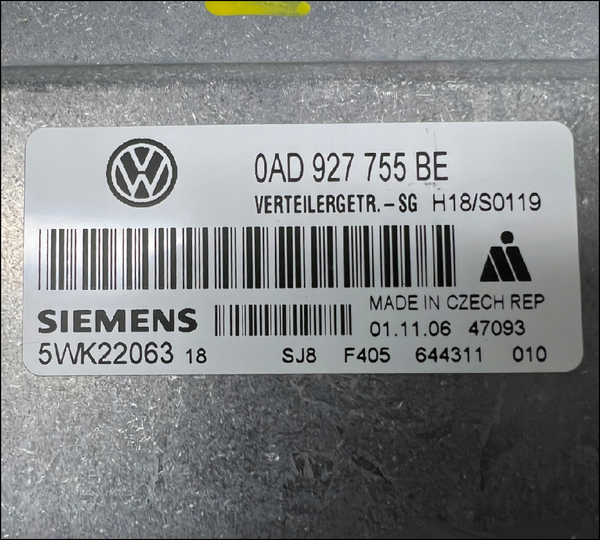 0AD 927 755 BE
VERTEILERGETR.-SG H18/S0119
MADE IN CZECH REP
SIEMENS 01.11.06 47093
5WK22063 18 SJ8 F405 644311 010